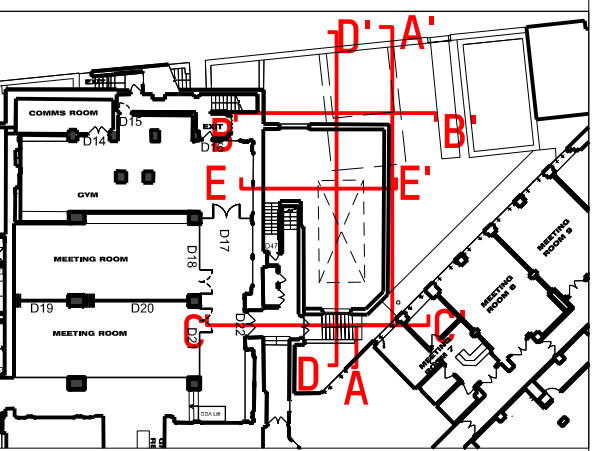 D'
A'
EXIT
COMMS ROOM
D15
EXIT
B
B'
D14
D16
E
E'
GYM
D17
D18
D47
MEETING
ROOM 9
MEETING ROOM
MEETING
ROOM 8
D19
D20
C
D22
C'
MEETING ROOM
D21
MEETING
ROOM 7
D
A
DDA Lift